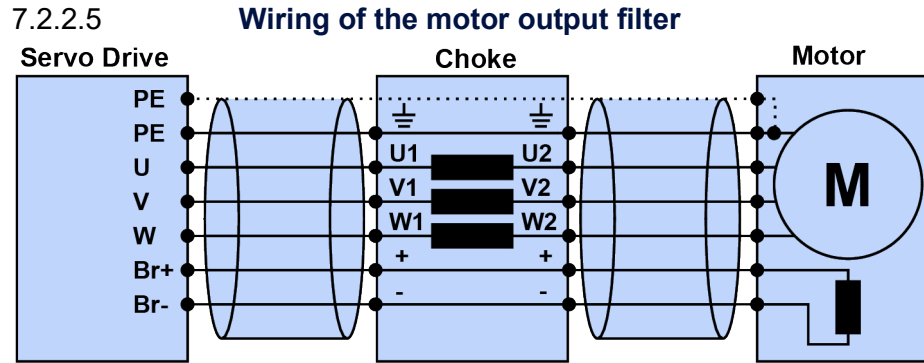 7.2.2.5 Wiring of the motor output filter
Servo Drive Choke Motor
PE
PE
U U1 U2
V V1 V2 M
W W1 W2
Br+ + +
Br- - -